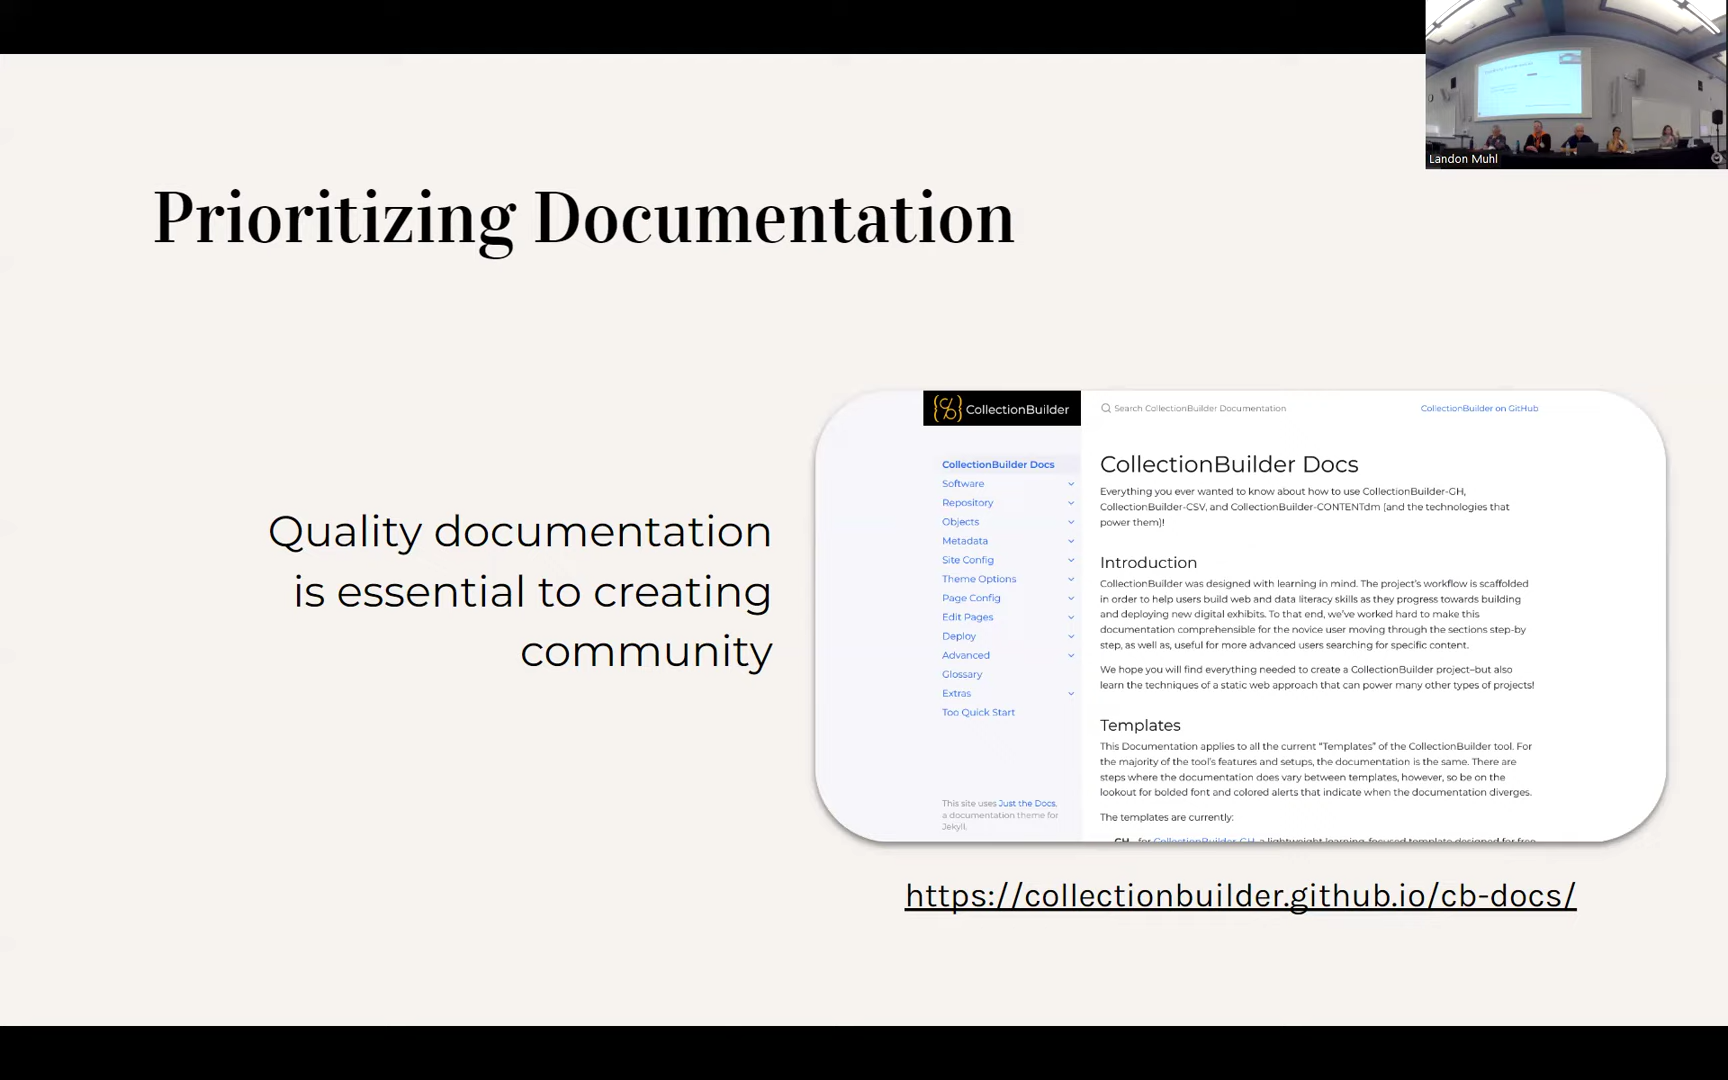 Landon Muhl
Prioritizing Documentation
Quality documentation
is essential to creating
community
CollectionBuilder
Search CollectionBuilder Documentation
CollectionBuilder on GitHub
CollectionBuilder Docs
Software
Repository
Objects
Metadata
Site Config
Theme Options
Page Config
Edit Pages
Deploy
Advanced
Glossary
Extras
Too Quick Start
This site uses Just the Docs,
a documentation theme for
Jekyll.
CollectionBuilder Docs
Everything you ever wanted to know about how to use CollectionBuilder-GH,
CollectionBuilder-CSV, and CollectionBuilder-CONTENTdm (and the technologies that
power them)!
Introduction
CollectionBuilder was designed with learning in mind. The project's workflow is scaffolded
in order to help users build web and data literacy skills as they progress towards building
and deploying new digital exhibits. To that end, we've worked hard to make this
documentation comprehensible for the novice user moving through the sections step-by
step, as well as, useful for more advanced users searching for specific content.
We hope you will find everything needed to create a CollectionBuilder project–but also
learn the techniques of a static web approach that can power many other types of projects!
Templates
This Documentation applies to all the current "Templates" of the CollectionBuilder tool. For
the majority of the tool's features and setups, the documentation is the same. There are
steps where the documentation does vary between templates, however, so be on the
lookout for bolded font and colored alerts that indicate when the documentation diverges.
The templates are currently:
GH - for CollectionBuilder-GH, a lightweight learning-focused template designed for free
https://collectionbuilder.github.io/cb-docs/